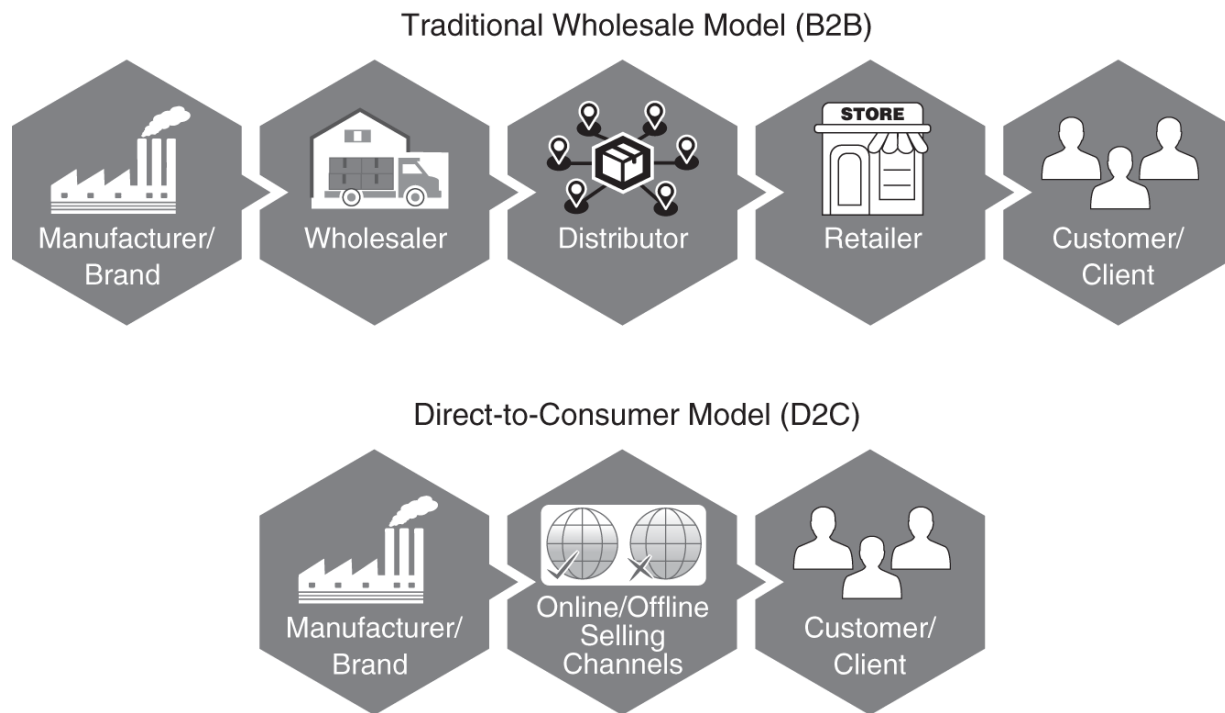 Traditional Wholesale Model (B2B)
Manufacturer/
Brand
Wholesaler
Distributor
STORE
Retailer
Customer/
Client
Direct-to-Consumer Model (D2C)
Manufacturer/
Brand
Online/Offline
Selling
Channels
Customer/
Client